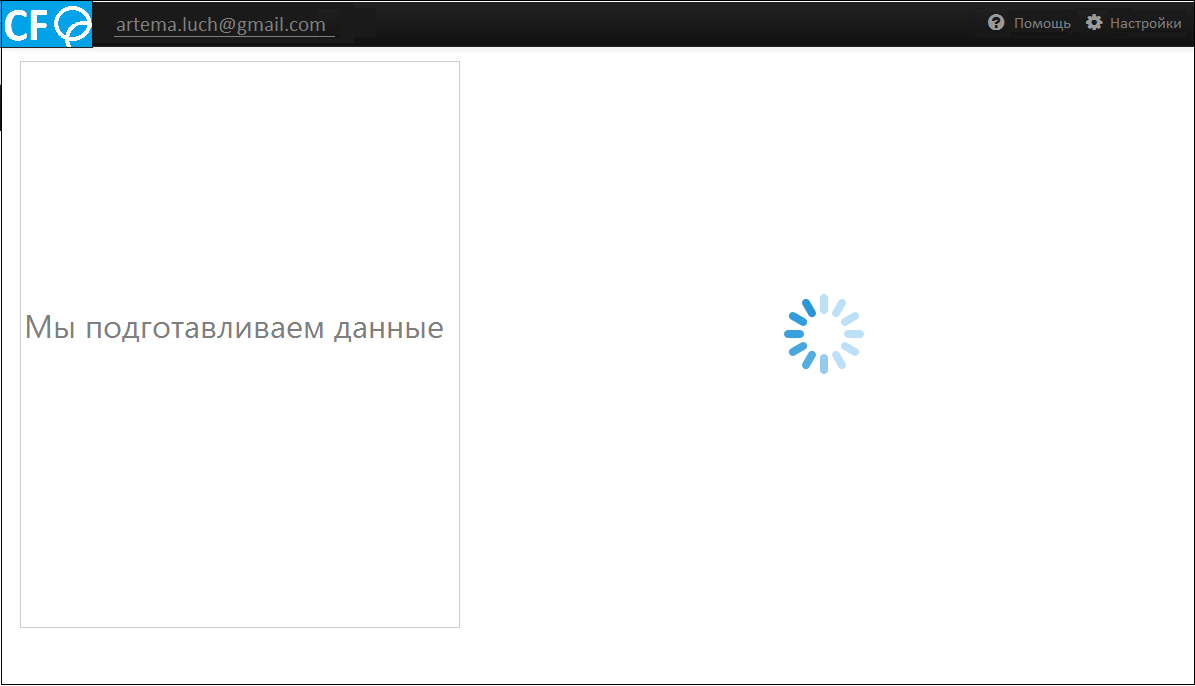 CF
artema.luch@gmail.com
Помощь
Настройки
Мы подготавливаем данные